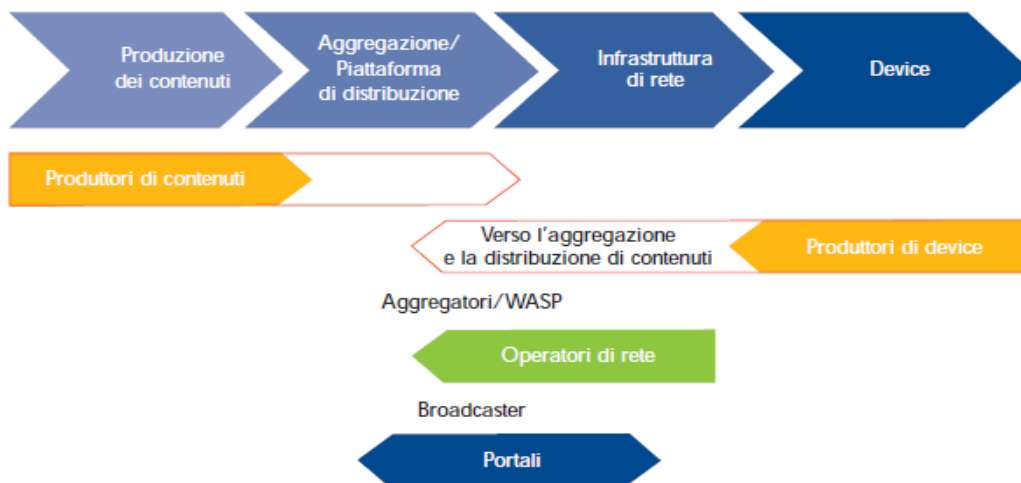 Produzione
dei contenuti
Aggregazione/
Piattaforma
di distribuzione
Infrastruttura
di rete
Device
Produttori di contenuti
Verso l'aggregazione
e la distribuzione di contenuti
Produttori di device
Aggregatori/WASP
Operatori di rete
Broadcaster
Portali